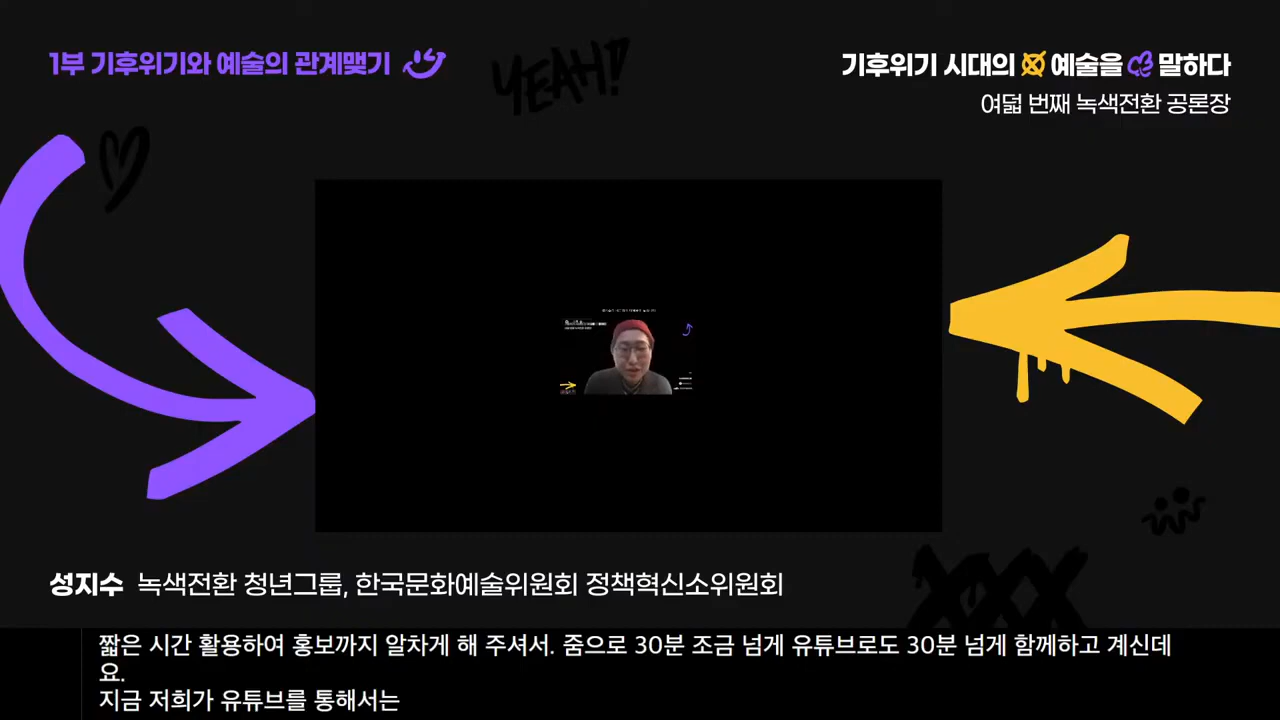 1부 기후위기와 예술의 관계맺기
기후위기 시대의 예술을 말하다
여덟 번째 녹색전환 공론장
YEAH!
성지수 녹색전환 청년그룹, 한국문화예술위원회 정책혁신소위원회
XXX
짧은 시간 활용하여 홍보까지 알차게 해 주셔서. 줌으로 30분 조금 넘게 유튜브로도 30분 넘게 함께하고 계신데
요.
지금 저희가 유튜브를 통해서는